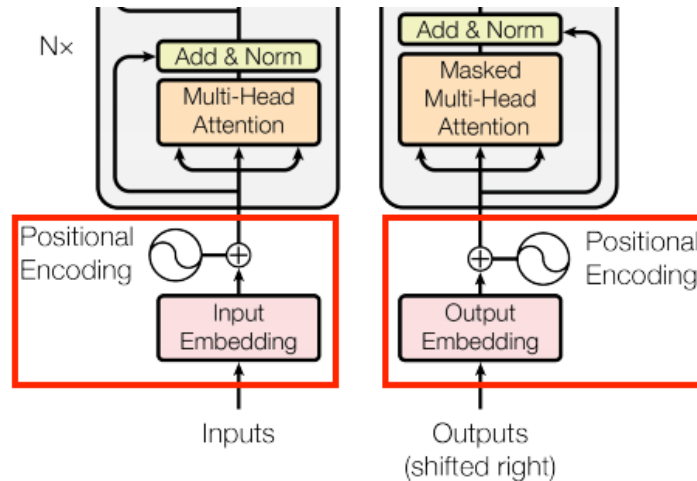 N×
Add & Norm
Multi-Head
Attention
Positional
Encoding
Input
Embedding
Inputs
Add & Norm
Masked
Multi-Head
Attention
Positional
Encoding
Output
Embedding
Outputs
(shifted right)